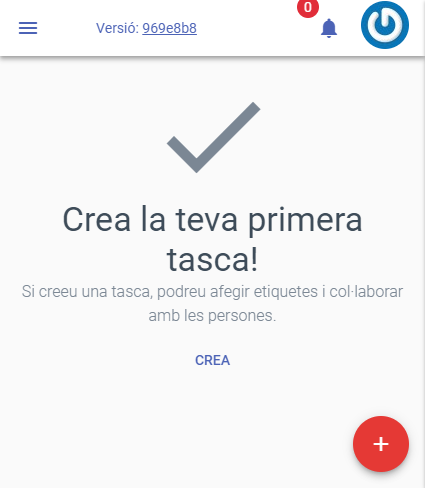 Versió: 969e8b8
0
Crea la teva primera
tasca!
Si creeu una tasca, podreu afegir etiquetes i col·laborar
amb les persones.
CREA
+